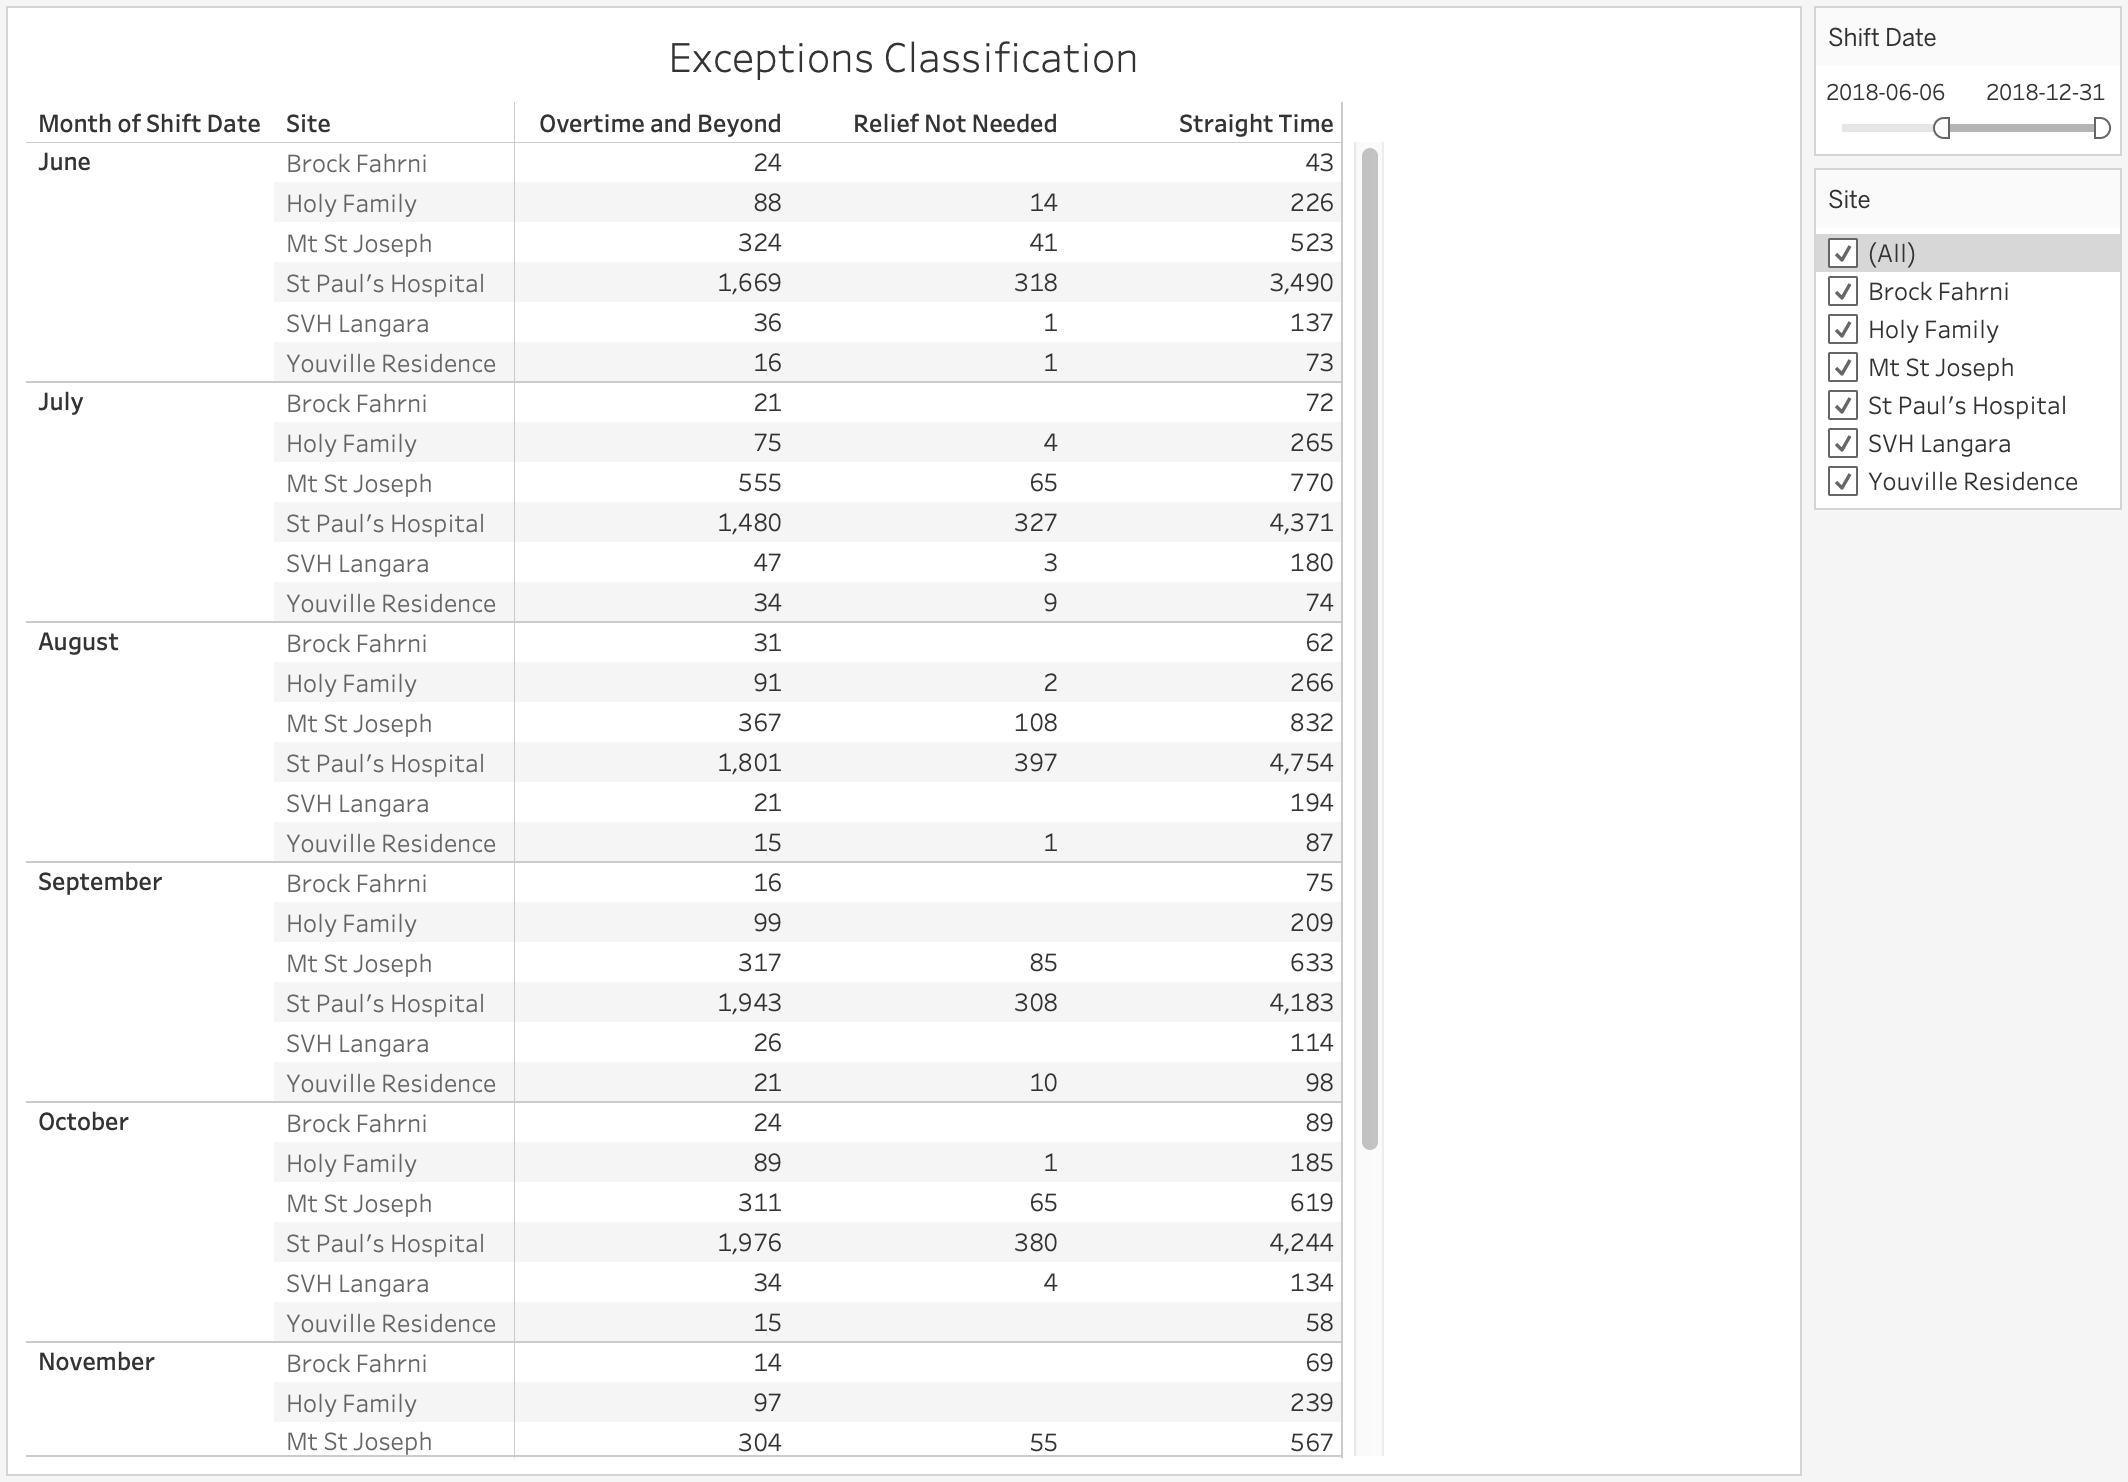 Exceptions Classification
Month of Shift Date Site Overtime and Beyond Relief Not Needed Straight Time
June Brock Fahrni 24 43
Holy Family 88 14 226
Mt St Joseph 324 41 523
St Paul's Hospital 1,669 318 3,490
SVH Langara 36 1 137
Youville Residence 16 1 73
July Brock Fahrni 21 72
Holy Family 75 4 265
Mt St Joseph 555 65 770
St Paul's Hospital 1,480 327 4,371
SVH Langara 47 3 180
Youville Residence 34 9 74
August Brock Fahrni 31 62
Holy Family 91 2 266
Mt St Joseph 367 108 832
St Paul's Hospital 1,801 397 4,754
SVH Langara 21 194
Youville Residence 15 1 87
September Brock Fahrni 16 75
Holy Family 99 209
Mt St Joseph 317 85 633
St Paul's Hospital 1,943 308 4,183
SVH Langara 26 114
Youville Residence 21 10 98
October Brock Fahrni 24 89
Holy Family 89 1 185
Mt St Joseph 311 65 619
St Paul's Hospital 1,976 380 4,244
SVH Langara 34 4 134
Youville Residence 15 58
November Brock Fahrni 14 69
Holy Family 97 239
Mt St Joseph 304 55 567
Shift Date
2018-06-06 2018-12-31
Site
(All)
Brock Fahrni
Holy Family
Mt St Joseph
St Paul's Hospital
SVH Langara
Youville Residence